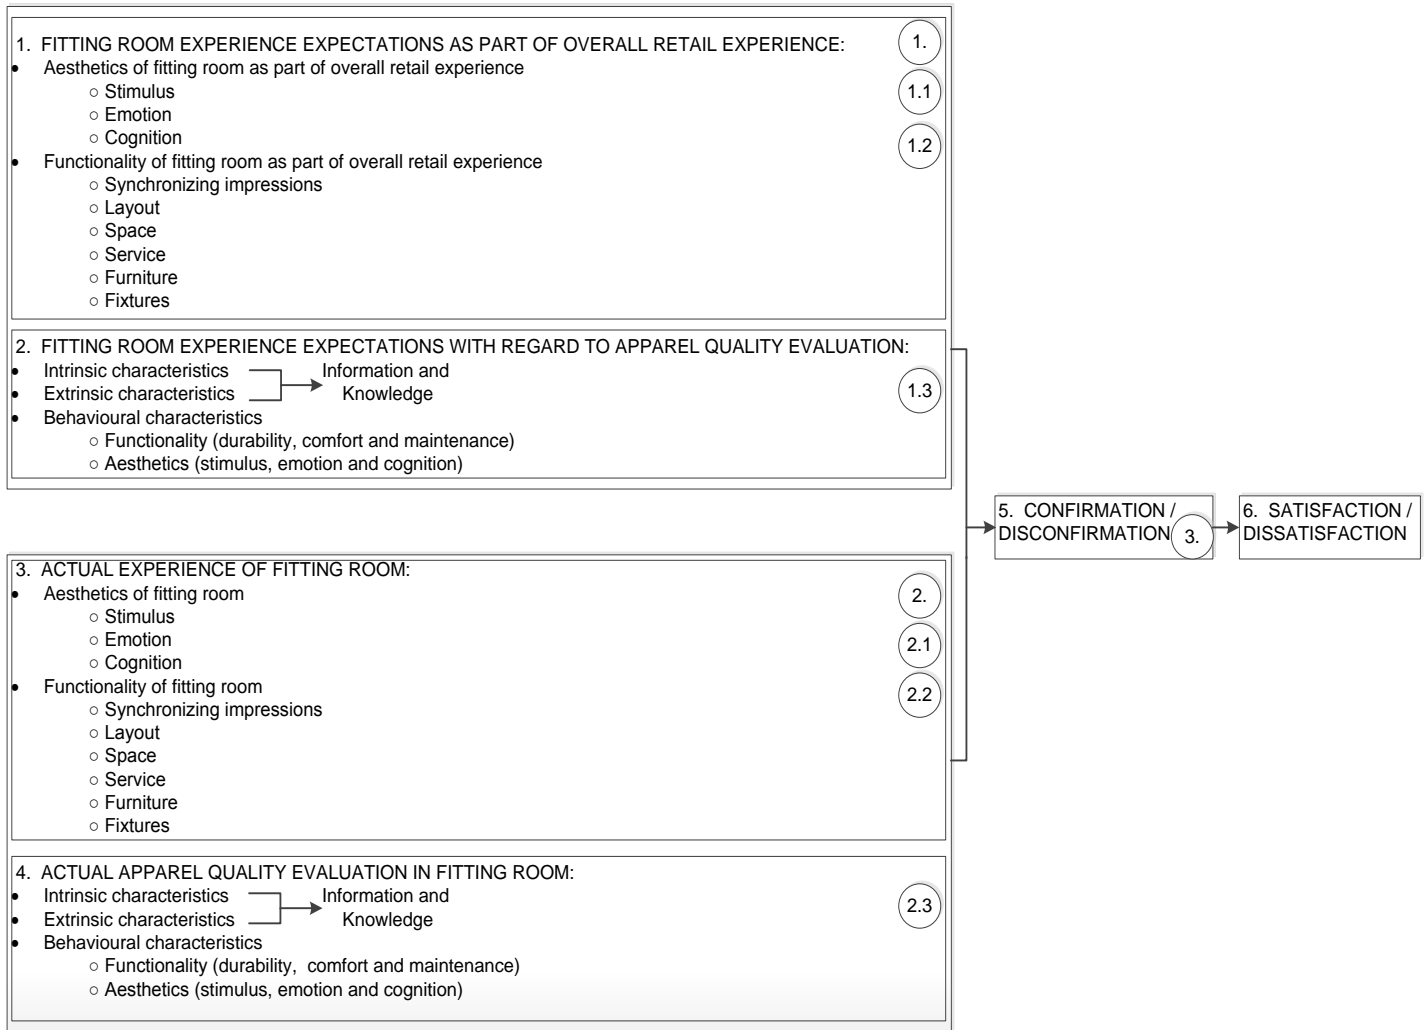 1. FITTING ROOM EXPERIENCE EXPECTATIONS AS PART OF OVERALL RETAIL EXPERIENCE:
1.
• Aesthetics of fitting room as part of overall retail experience
○ Stimulus
1.1
○ Emotion
○ Cognition
1.2
• Functionality of fitting room as part of overall retail experience
○ Synchronizing impressions
○ Layout
○ Space
○ Service
○ Furniture
○ Fixtures
2. FITTING ROOM EXPERIENCE EXPECTATIONS WITH REGARD TO APPAREL QUALITY EVALUATION:
• Intrinsic characteristics
• Extrinsic characteristics
Information and
Knowledge
1.3
• Behavioural characteristics
○ Functionality (durability, comfort and maintenance)
○ Aesthetics (stimulus, emotion and cognition)
3. ACTUAL EXPERIENCE OF FITTING ROOM:
• Aesthetics of fitting room
2.
○ Stimulus
○ Emotion
2.1
○ Cognition
• Functionality of fitting room
2.2
○ Synchronizing impressions
○ Layout
○ Space
○ Service
○ Furniture
○ Fixtures
4. ACTUAL APPAREL QUALITY EVALUATION IN FITTING ROOM:
• Intrinsic characteristics
• Extrinsic characteristics
Information and
Knowledge
2.3
• Behavioural characteristics
○ Functionality (durability, comfort and maintenance)
○ Aesthetics (stimulus, emotion and cognition)
5. CONFIRMATION /
DISCONFIRMATION
3.
6. SATISFACTION /
DISSATISFACTION